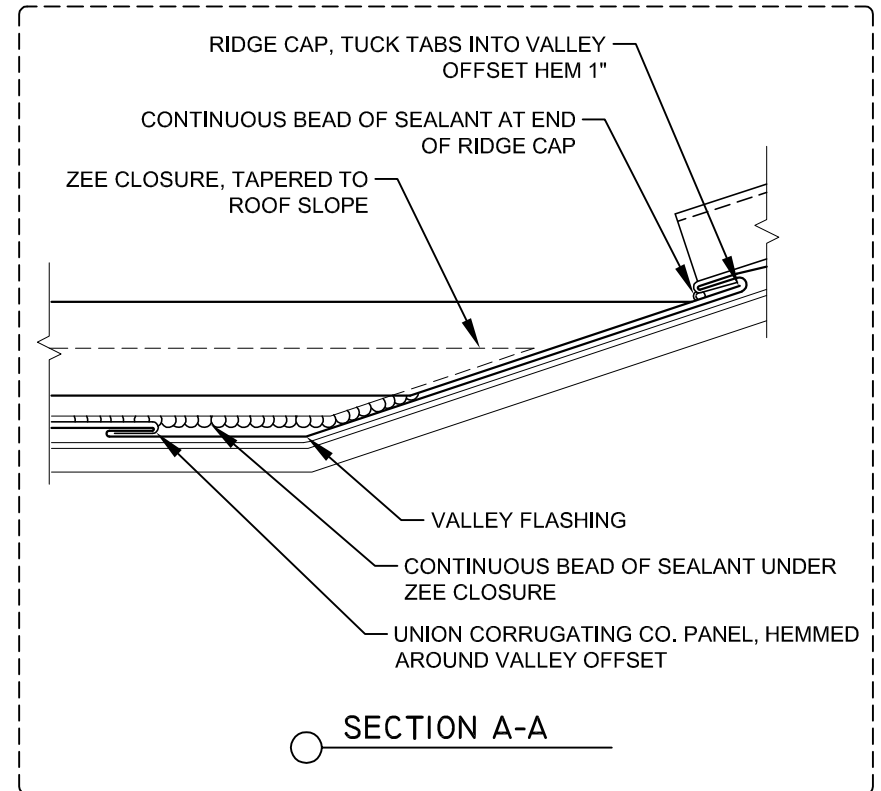 RIDGE CAP, TUCK TABS INTO VALLEY
OFFSET HEM 1"
CONTINUOUS BEAD OF SEALANT AT END
OF RIDGE CAP
ZEE CLOSURE, TAPERED TO
ROOF SLOPE
VALLEY FLASHING
CONTINUOUS BEAD OF SEALANT UNDER
ZEE CLOSURE
UNION CORRUGATING CO. PANEL, HEMMED
AROUND VALLEY OFFSET
SECTION A-A